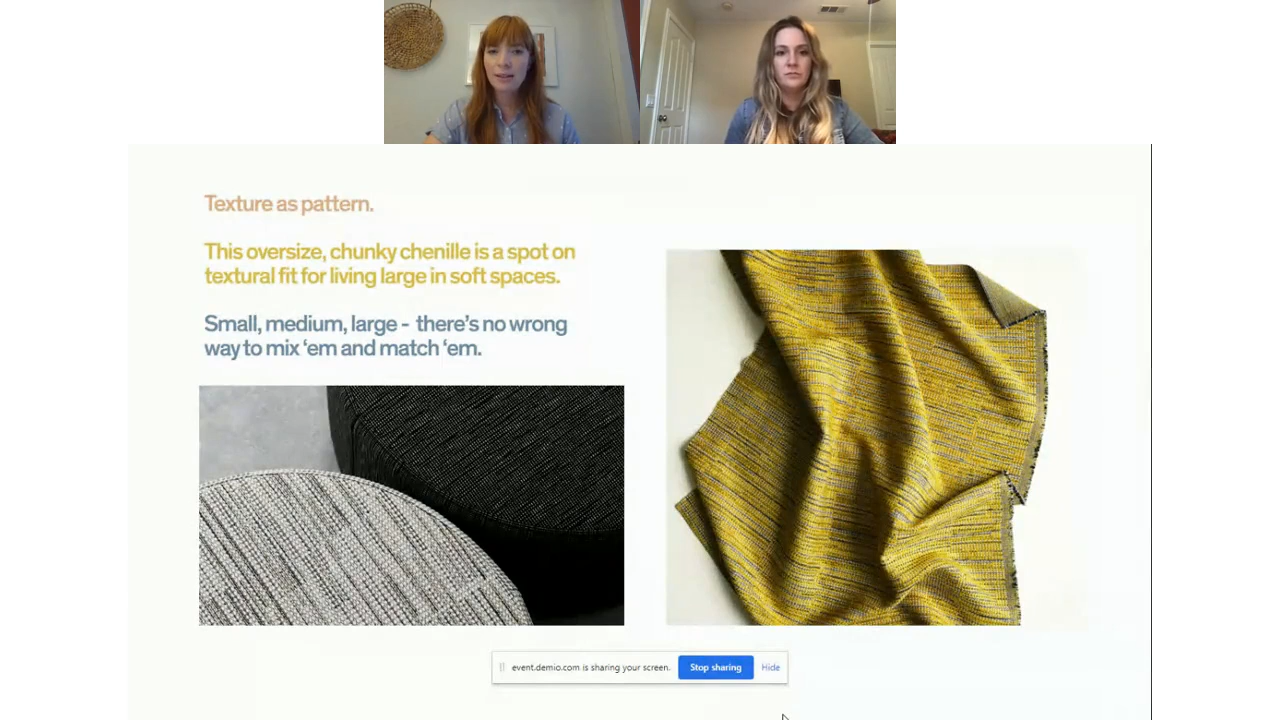 Texture as pattern.
This oversize, chunky chenille is a spot on
textural fit for living large in soft spaces.
Small, medium, large -  there’s no wrong
way to mix ‘em and match ‘em.
event.demio.com is sharing your screen. Stop sharing Hide